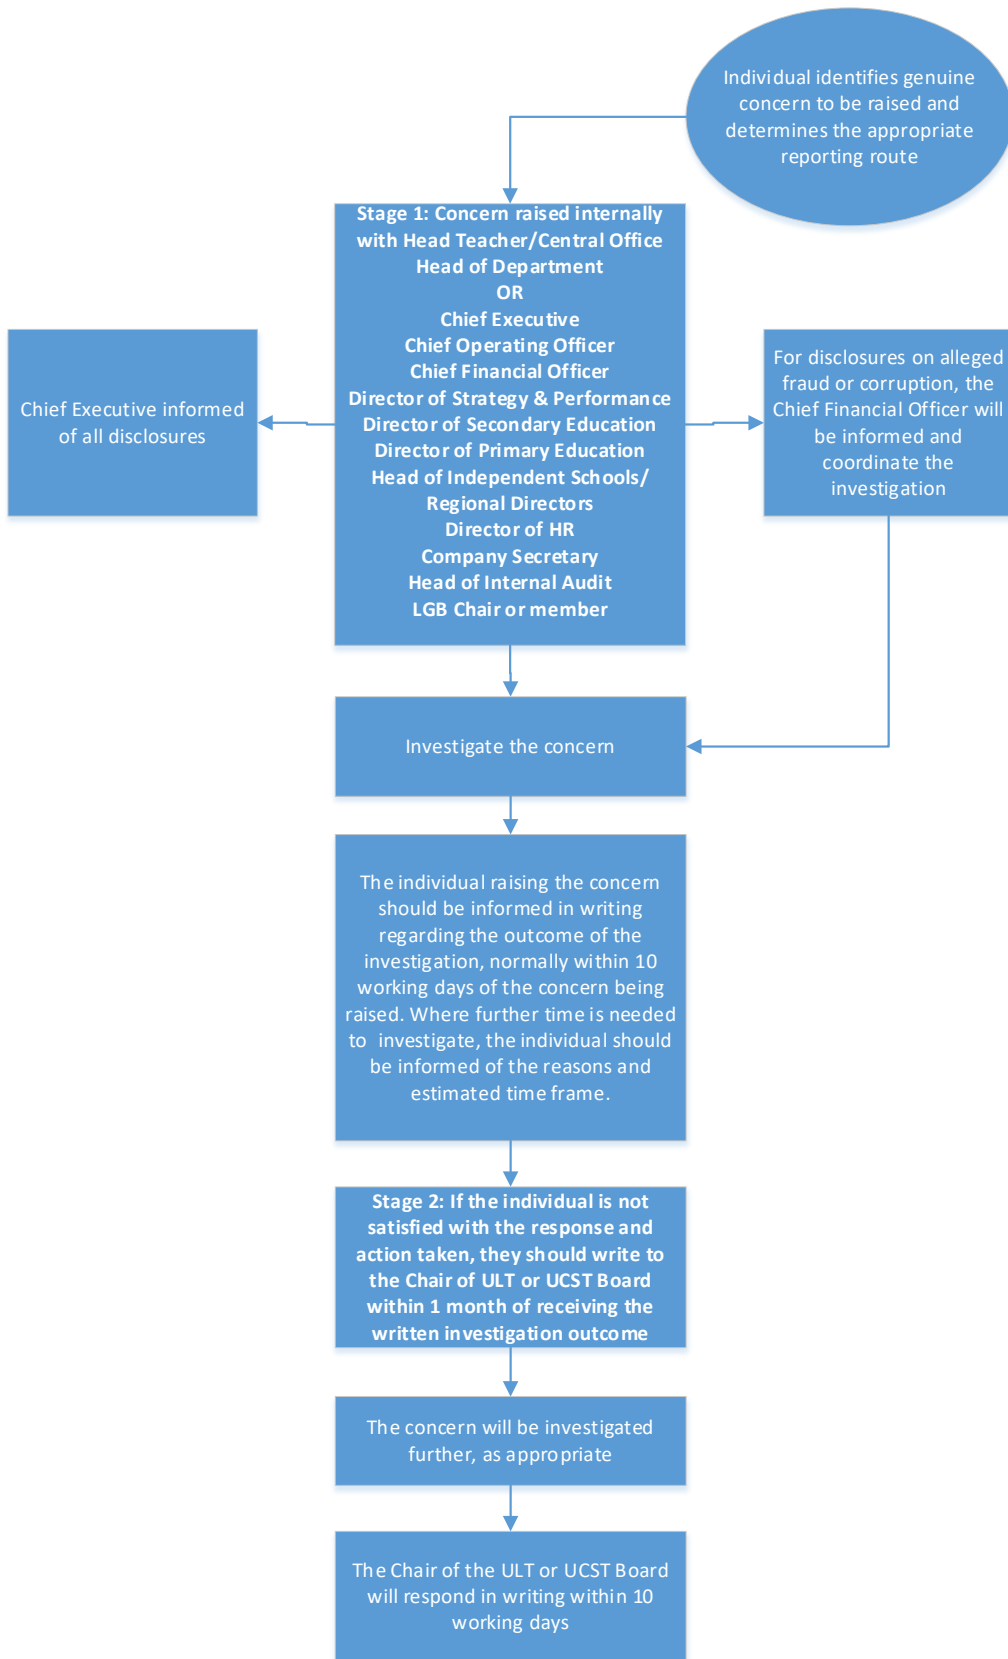 Individual identifies genuine
concern to be raised and
determines the appropriate
reporting route
Stage 1: Concern raised internally
with Head Teacher/Central Office
Head of Department
OR
Chief Executive
Chief Operating Officer
Chief Financial Officer
Director of Strategy & Performance
Director of Secondary Education
Director of Primary Education
Head of Independent Schools/
Regional Directors
Director of HR
Company Secretary
Head of Internal Audit
LGB Chair or member
Chief Executive informed
of all disclosures
For disclosures on alleged
fraud or corruption, the
Chief Financial Officer will
be informed and
coordinate the
investigation
Investigate the concern
The individual raising the concern
should be informed in writing
regarding the outcome of the
investigation, normally within 10
working days of the concern being
raised. Where further time is needed
to investigate, the individual should
be informed of the reasons and
estimated time frame.
Stage 2: If the individual is not
satisfied with the response and
action taken, they should write to
the Chair of ULT or UCST Board
within 1 month of receiving the
written investigation outcome
The concern will be investigated
further, as appropriate
The Chair of the ULT or UCST Board
will respond in writing within 10
working days